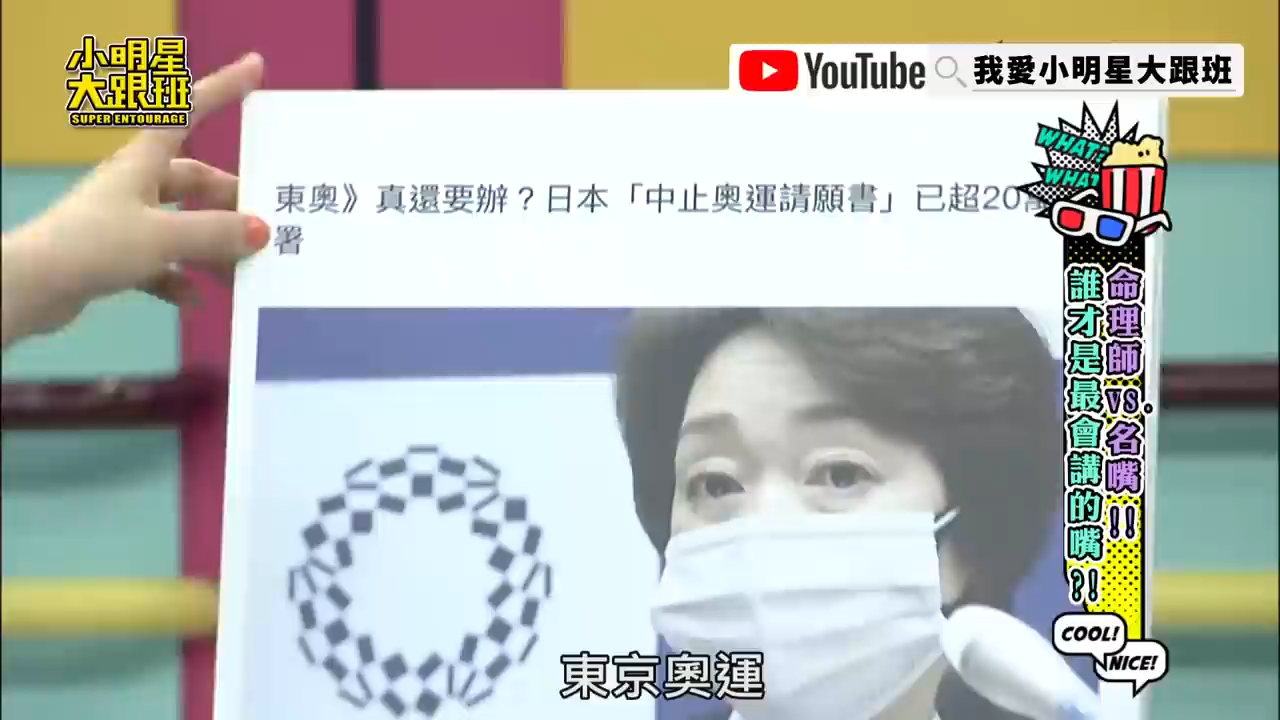 小明星
大跟班
SUPER ENTOURAGE
YouTube 我愛小明星大跟班
WHAT?
WHAT?
東奧》真還要辦?日本「中止奧運請願書」已超20萬
署
命理師vs.名嘴!!
誰才是最會講的嘴?!
COOL!
NICE!
東京奧運